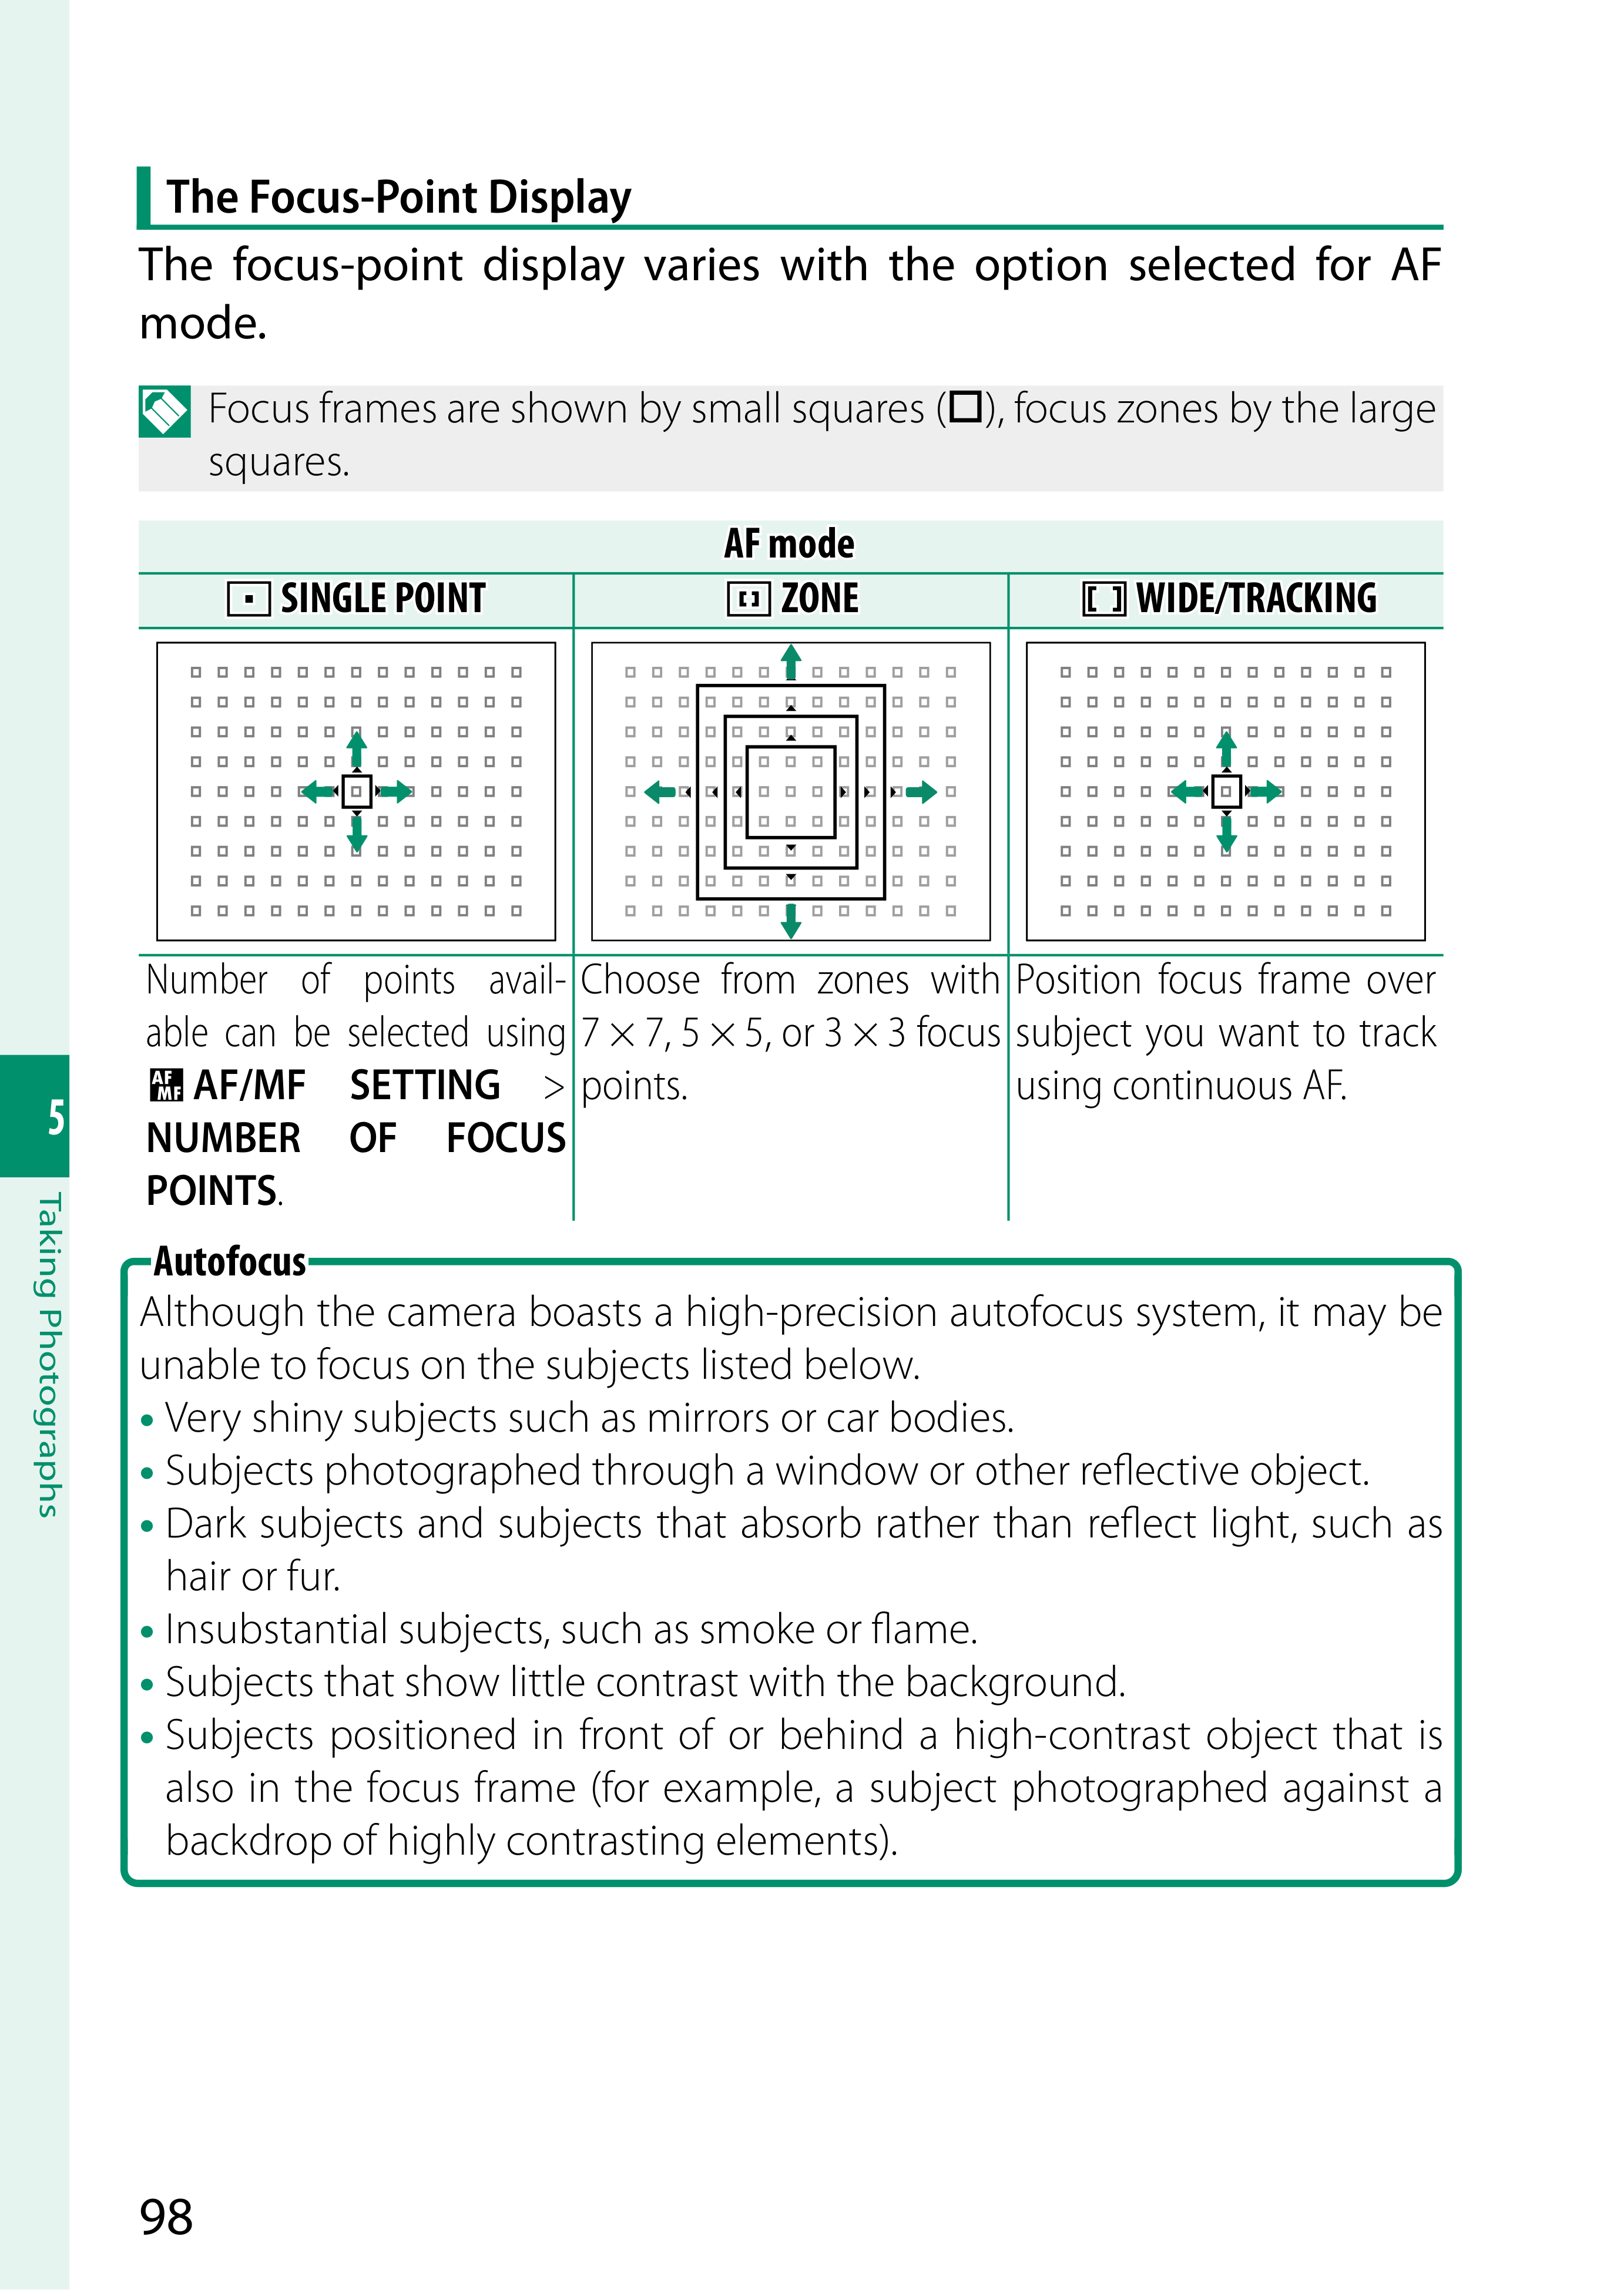 The Focus-Point Display
The focus-point display varies with the option selected for AF
mode.
Focus frames are shown by small squares (□), focus zones by the large
squares.
AF mode
SINGLE POINT
ZONE
WIDE/TRACKING
Number of points avail-
able can be selected using
AF MF AF/MF SETTING >
NUMBER OF FOCUS
POINTS.
Choose from zones with
7 × 7, 5 × 5, or 3 × 3 focus
points.
Position focus frame over
subject you want to track
using continuous AF.
Autofocus
Although the camera boasts a high-precision autofocus system, it may be
unable to focus on the subjects listed below.
• Very shiny subjects such as mirrors or car bodies.
• Subjects photographed through a window or other reflective object.
• Dark subjects and subjects that absorb rather than reflect light, such as
hair or fur.
• Insubstantial subjects, such as smoke or flame.
• Subjects that show little contrast with the background.
• Subjects positioned in front of or behind a high-contrast object that is
also in the focus frame (for example, a subject photographed against a
backdrop of highly contrasting elements).
5
Taking Photographs
98